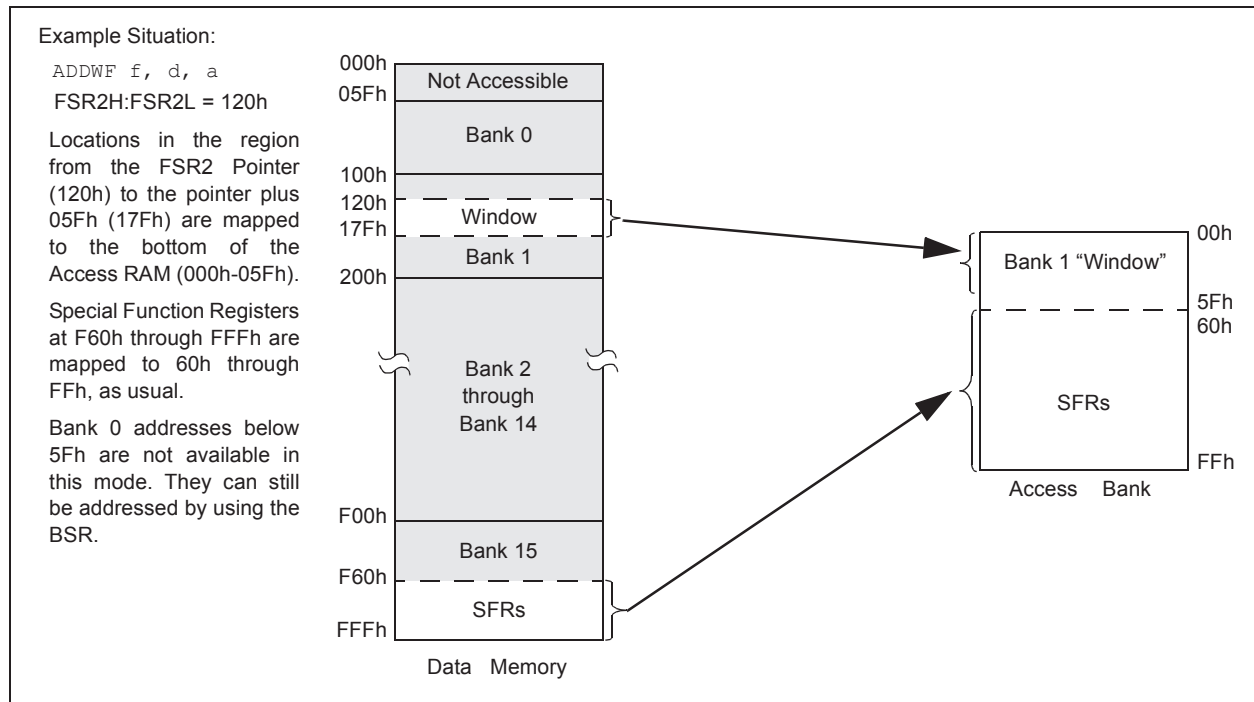 Example Situation:
ADDWF f, d, a
FSR2H:FSR2L = 120h
Locations in the region
from the FSR2 Pointer
(120h) to the pointer plus
05Fh (17Fh) are mapped
to the bottom of the
Access RAM (000h-05Fh).
Special Function Registers
at F60h through FFFh are
mapped to 60h through
FFh, as usual.
Bank 0 addresses below
5Fh are not available in
this mode. They can still
be addressed by using the
BSR.
000h
Not Accessible
05Fh
Bank 0
100h
120h
Window
17Fh
Bank 1
200h
Bank 2
through
Bank 14
F00h
Bank 15
F60h
SFRs
FFFh
Data Memory
00h
Bank 1 “Window”
5Fh
60h
SFRs
FFh
Access Bank